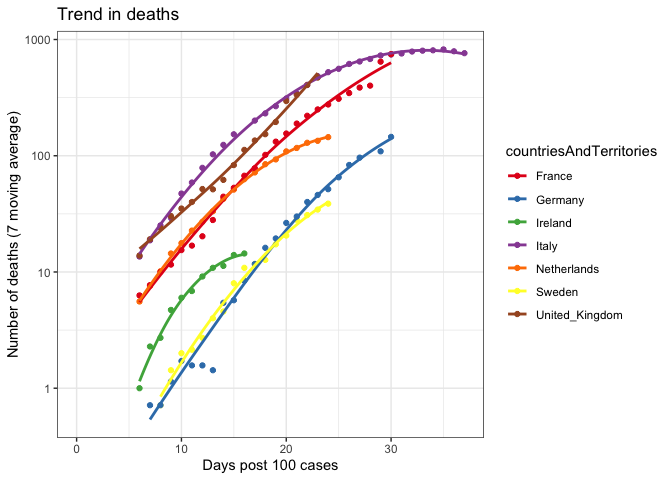 Trend in deaths
Number of deaths (7 moving average)
1000
100
10
1
0
10
20
30
Days post 100 cases
countriesAndTerritories
France
Germany
Ireland
Italy
Netherlands
Sweden
United_Kingdom